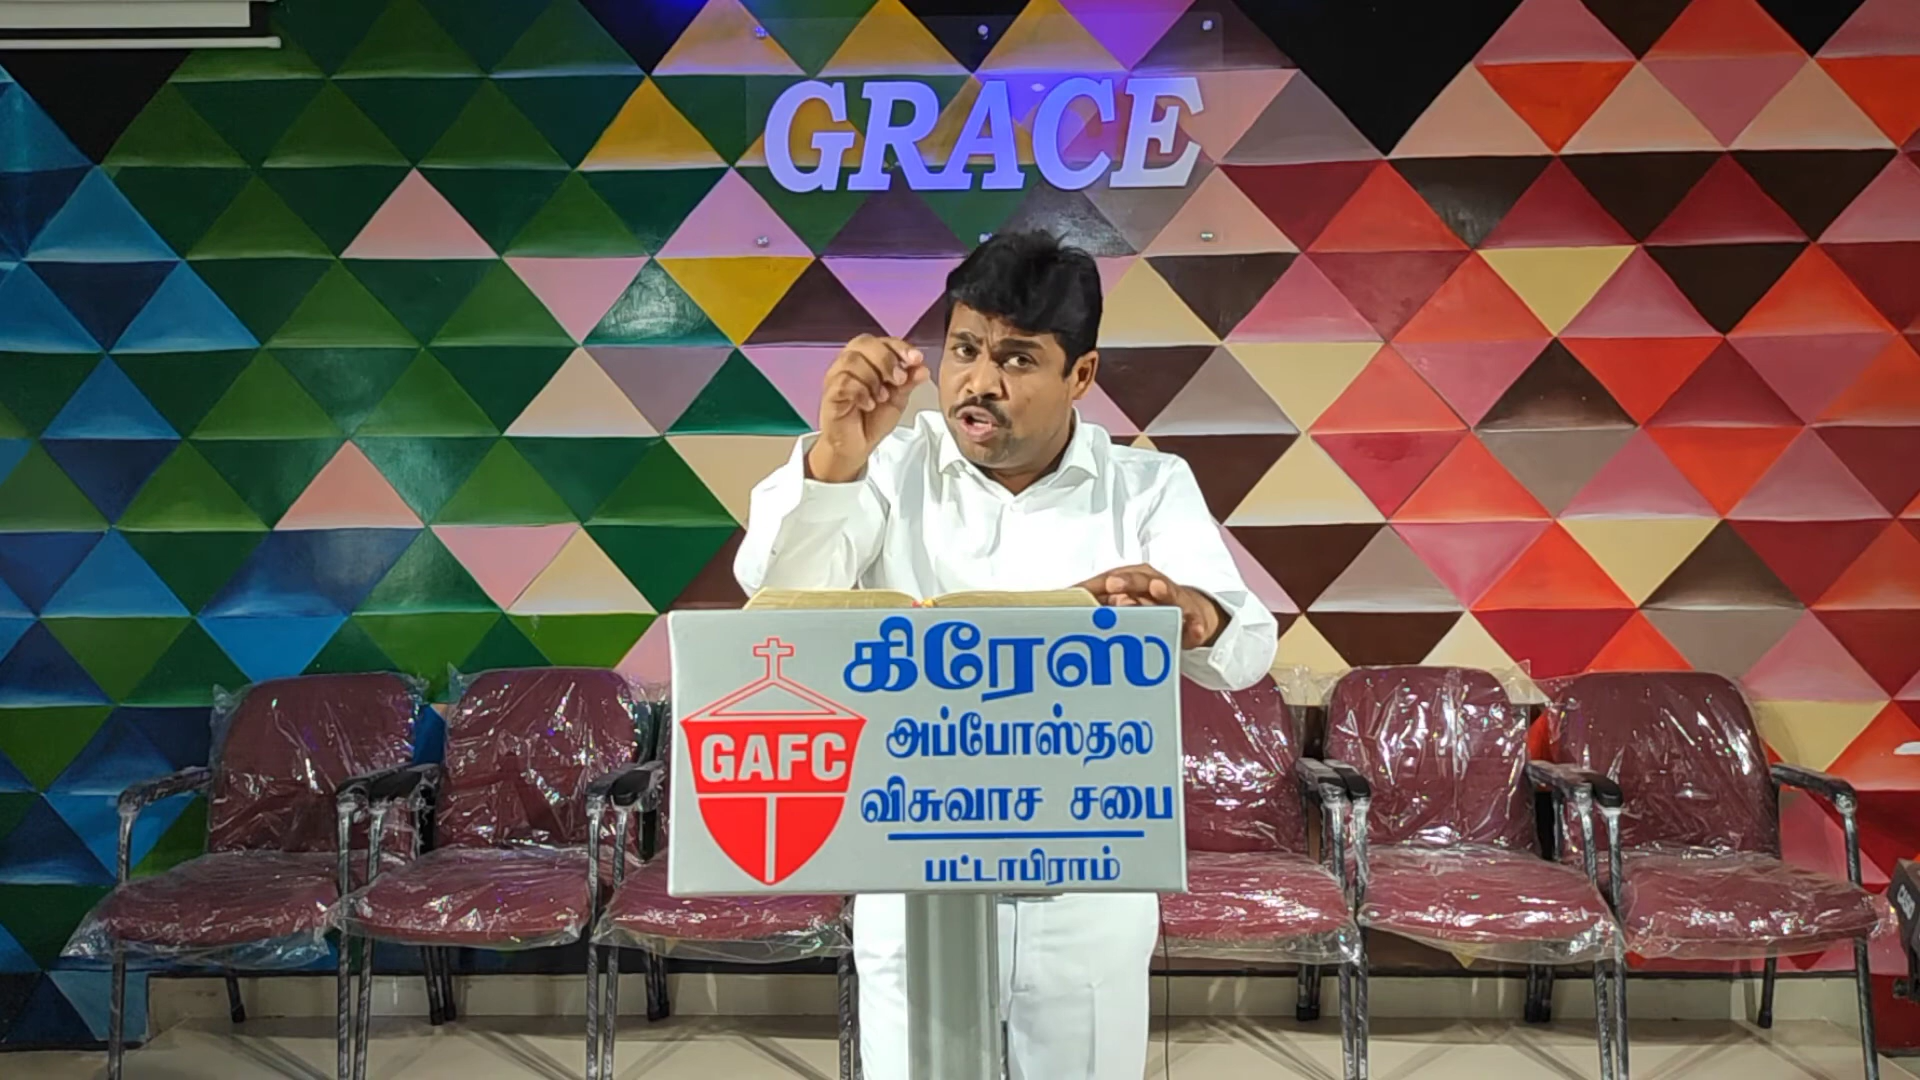 GRACE
கிரேஸ்
அப்போஸ்தல
GAFC
விசுவாச சபை
பட்டாபிராம்